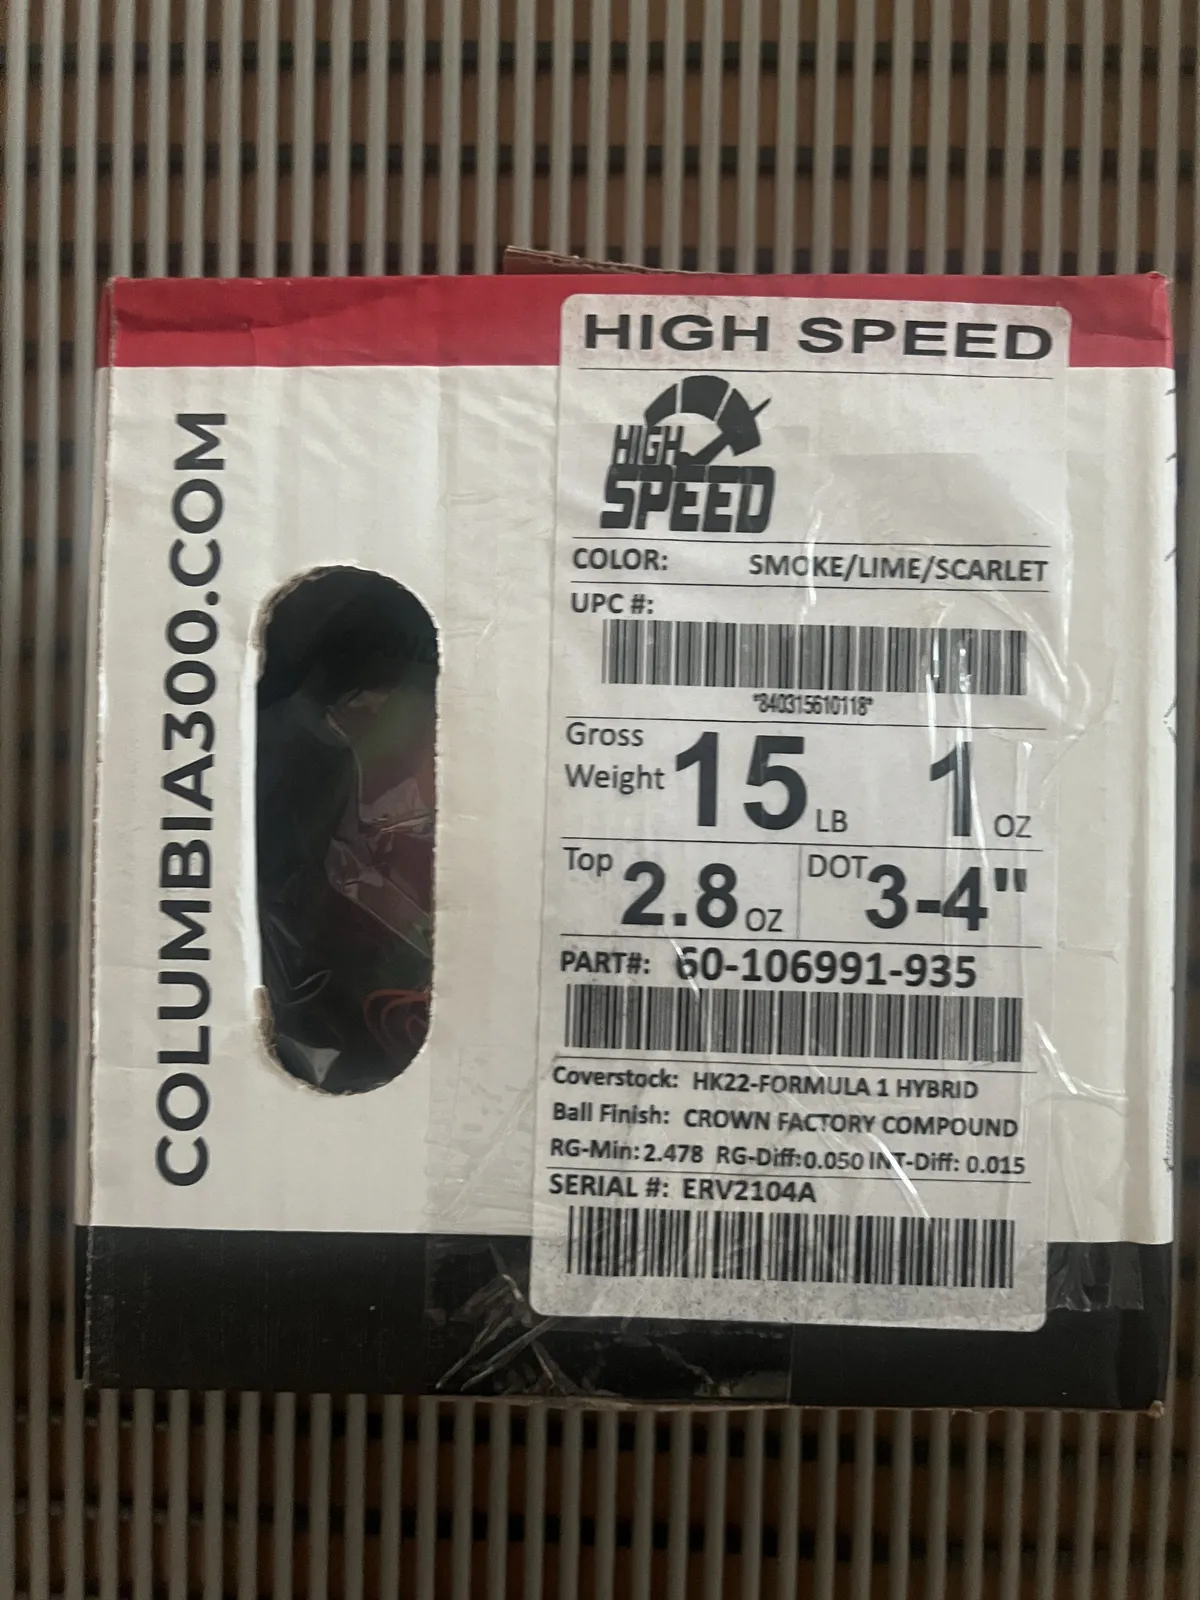 COLUMBIA300.COM
HIGH SPEED
HIGH
SPEED
COLOR: SMOKE/LIME/SCARLET
UPC #:
*840315610118*
Gross
Weight 15 LB 1 OZ
Top 2.8 OZ DOT 3-4"
PART#: 60-106991-935
Coverstock: HK22-FORMULA 1 HYBRID
Ball Finish: CROWN FACTORY COMPOUND
RG-Min: 2.478 RG-Diff: 0.050 INT-Diff: 0.015
SERIAL #: ERV2104A